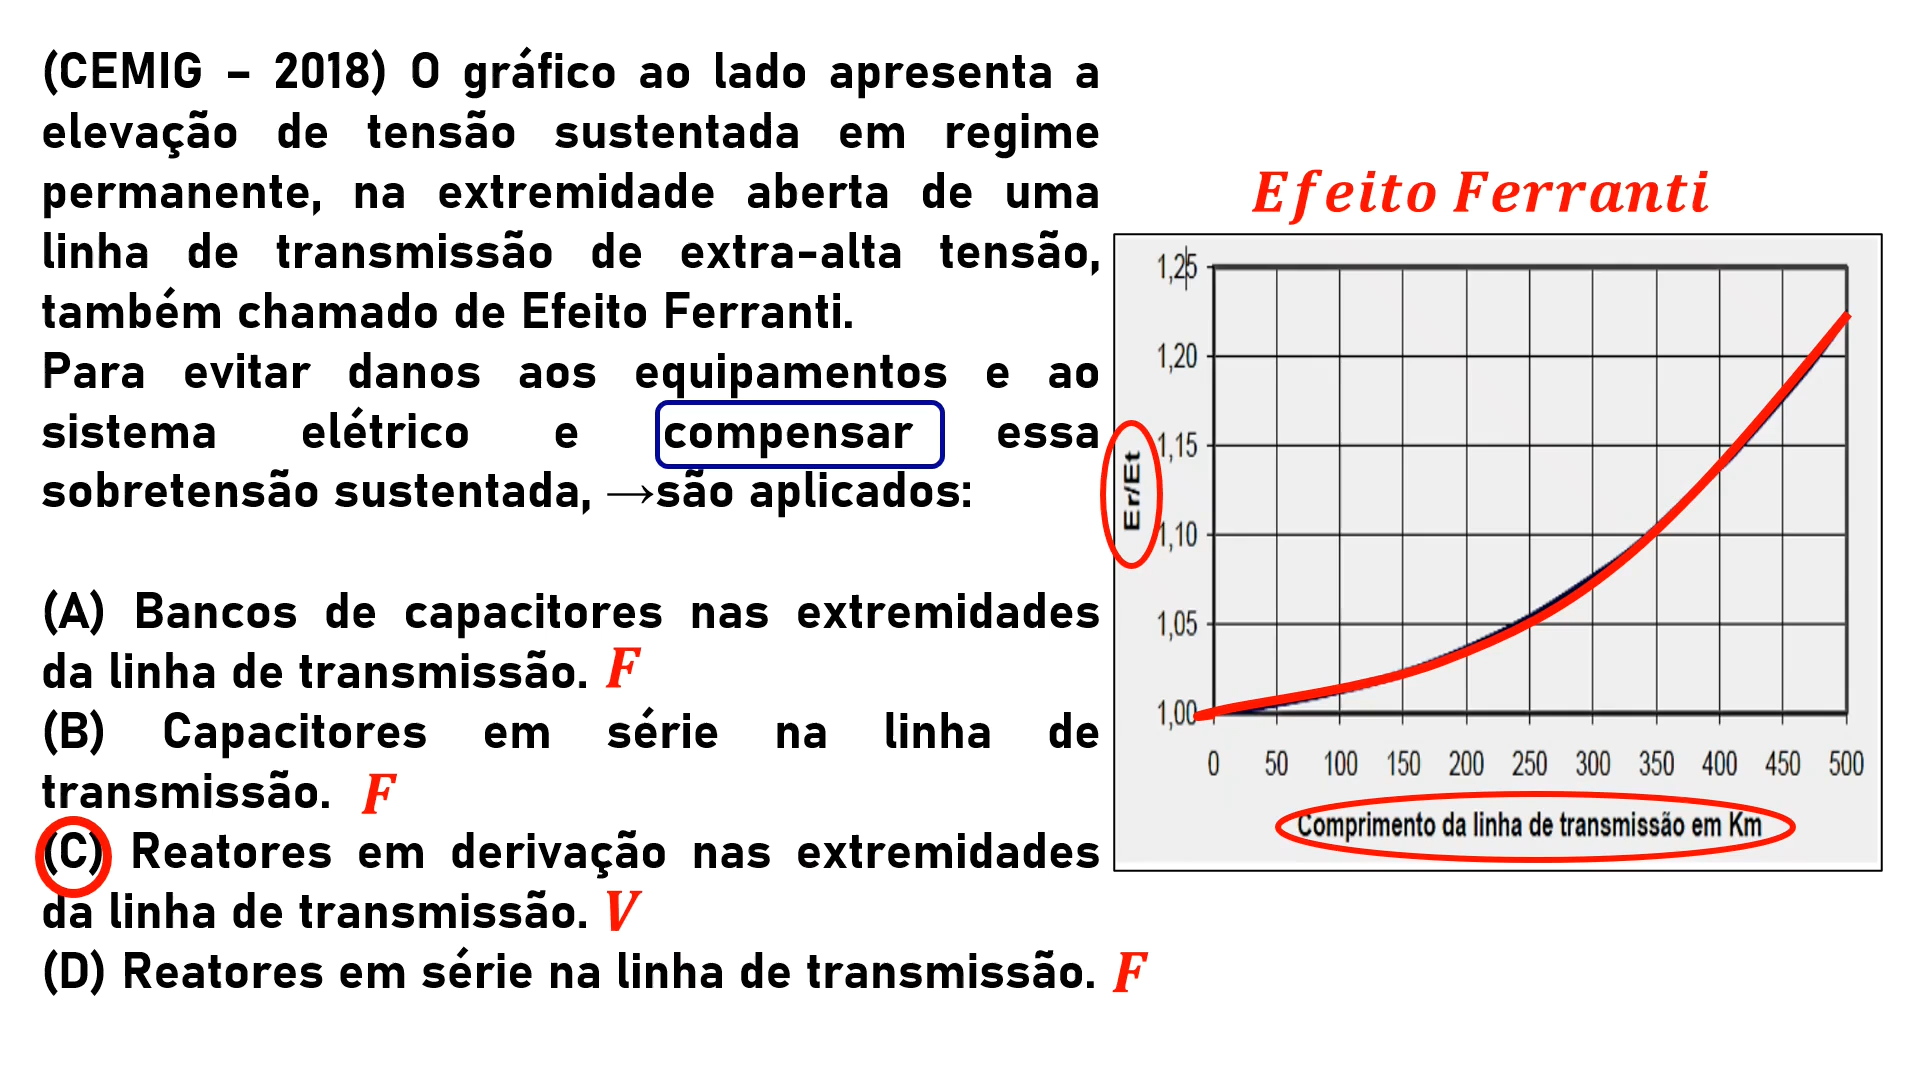 (CEMIG – 2018) O gráfico ao lado apresenta a
elevação de tensão sustentada em regime
permanente, na extremidade aberta de uma
linha de transmissão de extra-alta tensão,
também chamado de Efeito Ferranti.
Para evitar danos aos equipamentos e ao
sistema elétrico e compensar essa
sobretensão sustentada, →são aplicados:
(A) Bancos de capacitores nas extremidades
da linha de transmissão. F
(B) Capacitores em série na linha de
transmissão. F
(C) Reatores em derivação nas extremidades
da linha de transmissão. V
(D) Reatores em série na linha de transmissão. F
Efeito Ferranti
1,25
1,20
1,15
1,10
1,05
1,00
Er/Et
0 50 100 150 200 250 300 350 400 450 500
Comprimento da linha de transmissão em Km